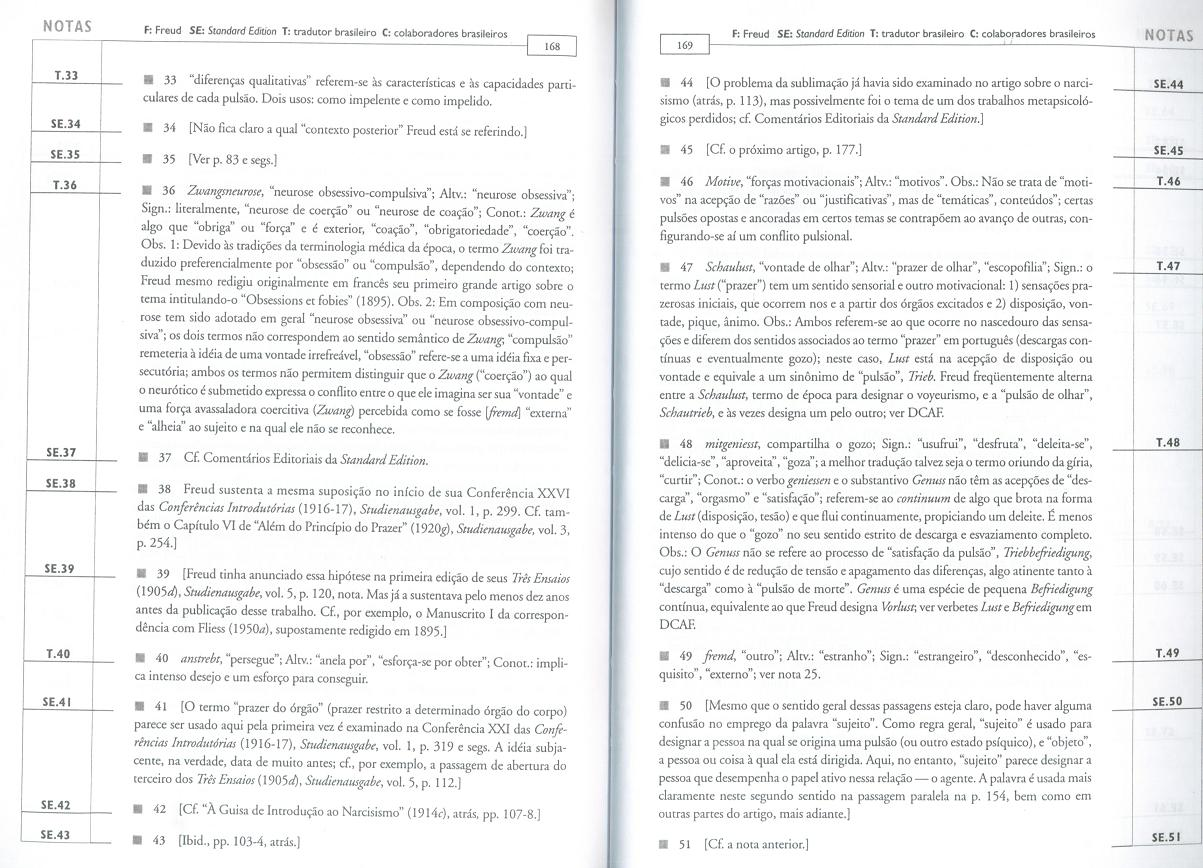 NOTAS
F: Freud SE: Standard Edition T: tradutor brasileiro C: colaboradores brasileiros
168
T.33
33 “diferenças qualitativas” referem-se às características e às capacidades parti-
culares de cada pulsão. Dois usos: como impelente e como impelido.
SE.34
34 [Não fica claro a qual “contexto posterior” Freud está se referindo.]
SE.35
35 [Ver p. 83 e segs.]
T.36
36 Zwangsneurose, “neurose obsessivo-compulsiva”; Altv.: “neurose obsessiva”;
Sign.: literalmente, “neurose de coerção” ou “neurose de coação”; Conot.: Zwang é
algo que “obriga” ou “força” e é exterior, “coação”, “obrigatoriedade”, “coerção”.
Obs. 1: Devido às tradições da terminologia médica da época, o termo Zwang foi tra-
duzido preferencialmente por “obsessão” ou “compulsão”, dependendo do contexto;
Freud mesmo redigiu originalmente em francês seu primeiro grande artigo sobre o
tema intitulando-o “Obsessions et fobies” (1895). Obs. 2: Em composição com neu-
rose tem sido adotado em geral “neurose obsessiva” ou “neurose obsessivo-compul-
siva”; os dois termos não correspondem ao sentido semântico de Zwang; “compulsão”
remeteria à idéia de uma vontade irrefreável, “obsessão” refere-se a uma idéia fixa e per-
secutória; ambos os termos não permitem distinguir que o Zwang (“coerção”) ao qual
o neurótico é submetido expressa o conflito entre o que ele imagina ser sua “vontade” e
uma força avassaladora coercitiva (Zwang) percebida como se fosse [fremd] “externa”
e “alheia” ao sujeito e na qual ele não se reconhece.
SE.37
37 Cf. Comentários Editoriais da Standard Edition.
SE.38
38 Freud sustenta a mesma suposição no início de sua Conferência XXVI
das Conferências Introdutórias (1916-17), Studienausgabe, vol. 1, p. 299. Cf. tam-
bém o Capítulo VI de “Além do Princípio do Prazer” (1920g), Studienausgabe, vol. 3,
p. 254.]
SE.39
39 [Freud tinha anunciado essa hipótese na primeira edição de seus Três Ensaios
(1905d), Studienausgabe, vol. 5, p. 120, nota. Mas já a sustentava pelo menos dez anos
antes da publicação desse trabalho. Cf., por exemplo, o Manuscrito I da correspon-
dência com Fliess (1950a), supostamente redigido em 1895.]
T.40
40 anstrebt, “persegue”; Altv.: “anela por”, “esforça-se por obter”; Conot.: impli-
ca intenso desejo e um esforço para conseguir.
SE.41
41 [O termo “prazer do órgão” (prazer restrito a determinado órgão do corpo)
parece ser usado aqui pela primeira vez é examinado na Conferência XXI das Confe-
rências Introdutórias (1916-17), Studienausgabe, vol. 1, p. 319 e segs. A idéia subja-
cente, na verdade, data de muito antes; cf., por exemplo, a passagem de abertura do
terceiro dos Três Ensaios (1905d), Studienausgabe, vol. 5, p. 112.]
SE.42
42 [Cf. “À Guisa de Introdução ao Narcisismo” (1914c), atrás, pp. 107-8.]
SE.43
43 [Ibid., pp. 103-4, atrás.]
169
F: Freud SE: Standard Edition T: tradutor brasileiro C: colaboradores brasileiros
NOTAS
44 [O problema da sublimação já havia sido examinado no artigo sobre o narci-
sismo (atrás, p. 113), mas possivelmente foi o tema de um dos trabalhos metapsicoló-
gicos perdidos; cf. Comentários Editoriais da Standard Edition.]
SE.44
45 [Cf. o próximo artigo, p. 177.]
SE.45
46 Motive, “forças motivacionais”; Altv.: “motivos”. Obs.: Não se trata de “moti-
vos” na acepção de “razões” ou “justificativas”, mas de “temáticas, conteúdos”; certas
pulsões opostas e ancoradas em certos temas se contrapõem ao avanço de outras, con-
figurando-se aí um conflito pulsional.
T.46
47 Schaulust, “vontade de olhar”; Altv.: “prazer de olhar”, “escopofilia”; Sign.: o
termo Lust (“prazer”) tem um sentido sensorial e outro motivacional: 1) sensações pra-
zerosas iniciais, que ocorrem nos e a partir dos órgãos excitados e 2) disposição, von-
tade, pique, ânimo. Obs.: Ambos referem-se ao que ocorre no nascedouro das sensa-
ções e diferem dos sentidos associados ao termo “prazer” em português (descargas con-
tínuas e eventualmente gozo); neste caso, Lust está na acepção de disposição ou
vontade e equivale a um sinônimo de “pulsão”, Trieb. Freud freqüentemente alterna
entre a Schaulust, termo de época para designar o voyeurismo, e a “pulsão de olhar”,
Schautrieb, e às vezes designa um pelo outro; ver DCAF.
T.47
48 mitgeniesst, compartilha o gozo; Sign.: “usufrui”, “desfruta”, “deleita-se”,
“delicia-se”, “aproveita”, “goza”; a melhor tradução talvez seja o termo oriundo da gíria,
“curtir”; Conot.: o verbo geniesen e o substantivo Genuss não têm as acepções de “des-
carga”, “orgasmo” e “satisfação”; referem-se ao continuum de algo que brota na forma
de Lust (disposição, tesão) e que flui continuamente, propiciando um deleite. É menos
intenso do que o “gozo” no seu sentido estrito de descarga e esvaziamento completo.
Obs.: O Genuss não se refere ao processo de “satisfação da pulsão”, Triebbefriedigung,
cujo sentido é de redução de tensão e apagamento das diferenças, algo atinente tanto à
“descarga” como à “pulsão de morte”. Genuss é uma espécie de pequena Befriedigung
contínua, equivalente ao que Freud designa Vorlust; ver verbetes Lust e Befriedigung em
DCAF.
T.48
49 fremd, “outro”; Altv.: “estranho”; Sign.: “estrangeiro”, “desconhecido”, “es-
quisito”, “externo”; ver nota 25.
T.49
50 [Mesmo que o sentido geral dessas passagens esteja claro, pode haver alguma
confusão no emprego da palavra “sujeito”. Como regra geral, “sujeito” é usado para
designar a pessoa na qual se origina uma pulsão (ou outro estado psíquico), e “objeto”,
a pessoa ou coisa à qual ela está dirigida. Aqui, no entanto, “sujeito” parece designar a
pessoa que desempenha o papel ativo nessa relação — o agente. A palavra é usada mais
claramente neste segundo sentido na passagem paralela na p. 154, bem como em
outras partes do artigo, mais adiante.]
SE.50
51 [Cf. a nota anterior.]
SE.51